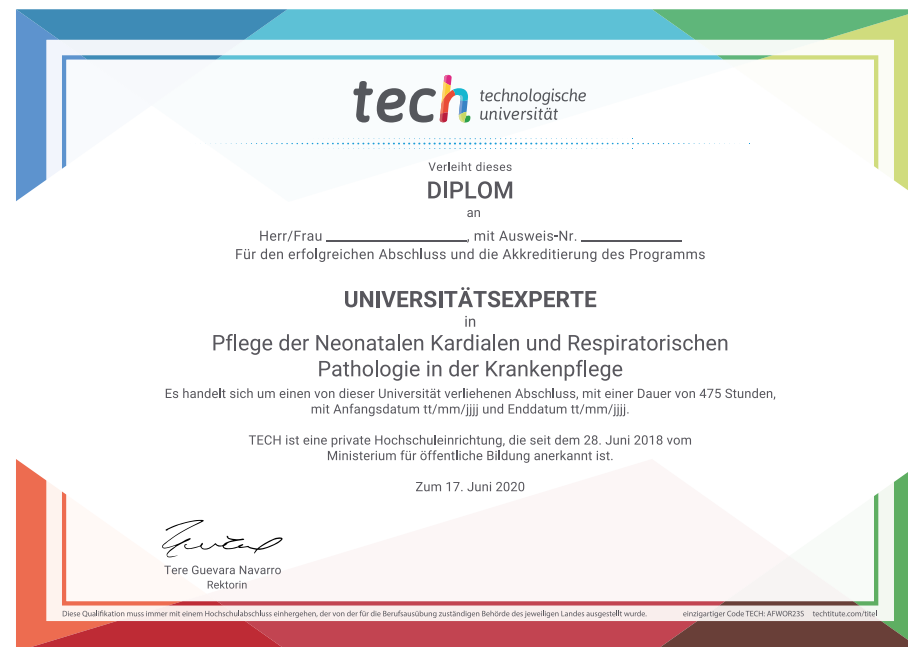 tech technologische
universität
Verleiht dieses
DIPLOM
an
Herr/Frau ____________________, mit Ausweis-Nr. ______________
Für den erfolgreichen Abschluss und die Akkreditierung des Programms
UNIVERSITÄTSEXPERTE
in
Pflege der Neonatalen Kardialen und Respiratorischen
Pathologie in der Krankenpflege
Es handelt sich um einen von dieser Universität verliehenen Abschluss, mit einer Dauer von 475 Stunden,
mit Anfangsdatum tt/mm/jjjj und Enddatum tt/mm/jjjj.
TECH ist eine private Hochschuleinrichtung, die seit dem 28. Juni 2018 vom
Ministerium für öffentliche Bildung anerkannt ist.
Zum 17. Juni 2020
Tere Guevara Navarro
Rektorin
Diese Qualifikation muss immer mit einem Hochschulabschluss einhergehen, der von der für die Berufsausübung zuständigen Behörde des jeweiligen Landes ausgestellt wurde. einzigartiger Code TECH: AFWOR23S techtitute.com/titel